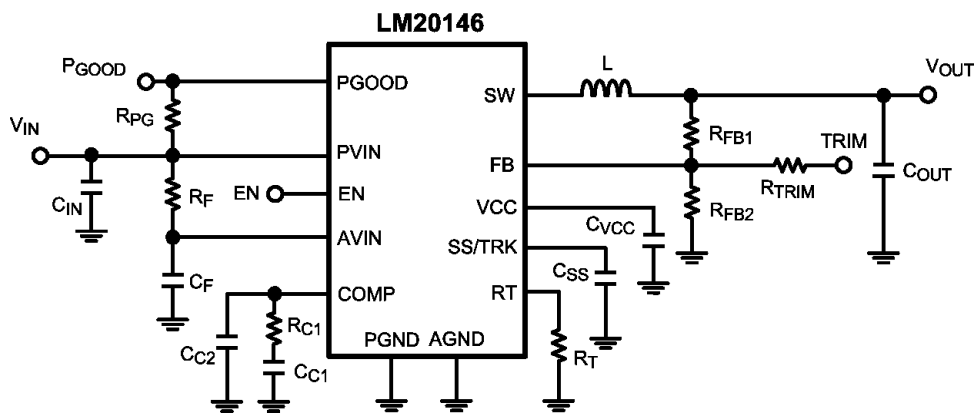 LM20146
PGOOD
PGOOD
L
VOUT
SW
RPG
VIN
RFB1
TRIM
PVIN
FB
COUT
RTRIM
CIN
RF
EN
EN
RFB2
VCC
CVCC
AVIN
SS/TRK
CSS
CF
COMP
RT
RC1
CC2
PGND
AGND
RT
CC1